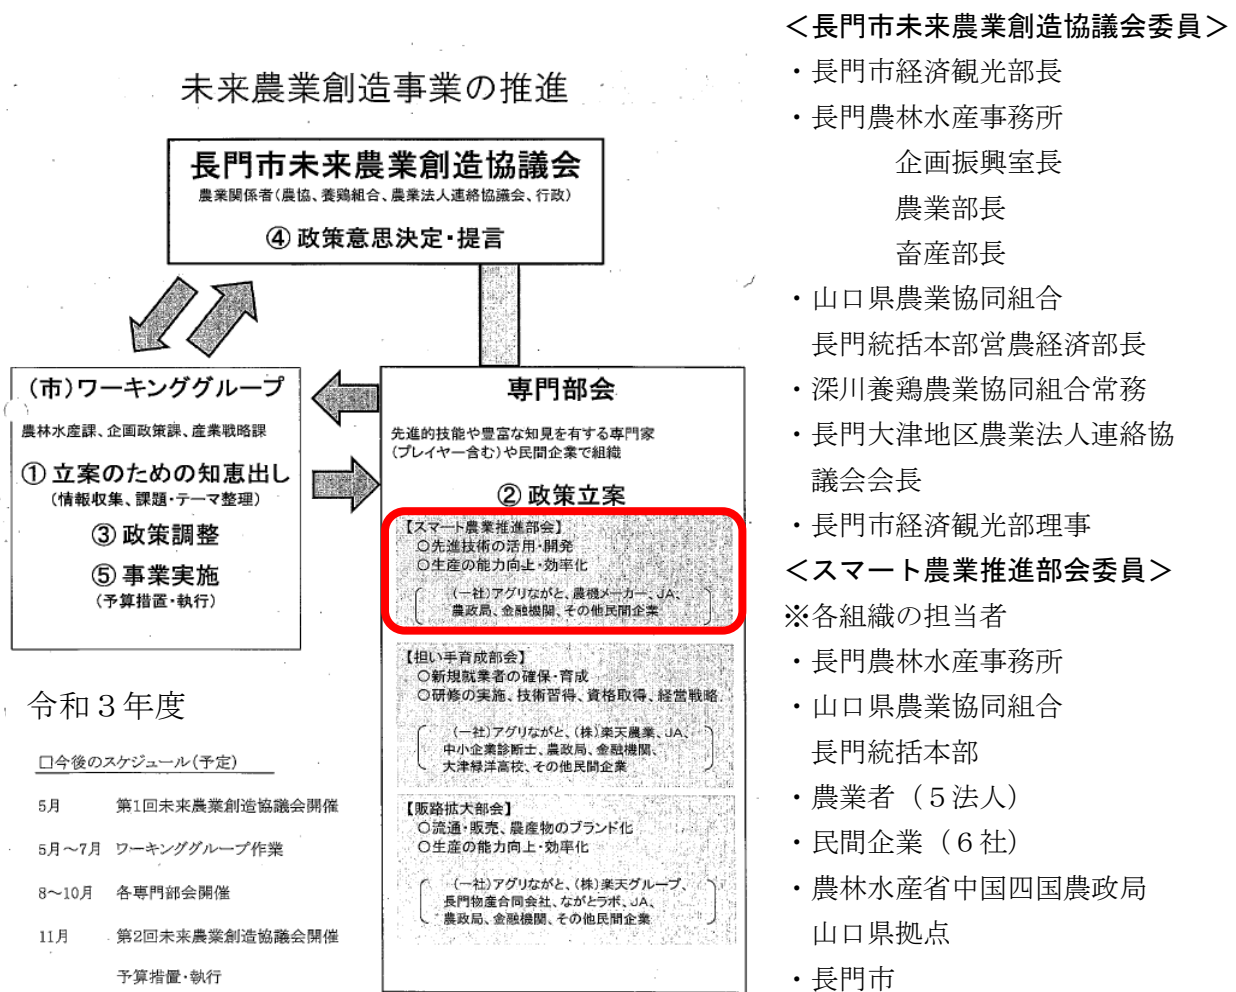 未来農業創造事業の推進
長門市未来農業創造協議会
農業関係者(農協、養鶏組合、農業法人連絡協議会、行政)
④ 政策意思決定・提言
(市)ワーキンググループ
農林水産課、企画政策課、産業戦略課
① 立案のための知恵出し
(情報収集、課題・テーマ整理)
③ 政策調整
⑤ 事業実施
(予算措置・執行)
専門部会
先進的技能や豊富な知見を有する専門家
(プレイヤー含む)や民間企業で組織
② 政策立案
【スマート農業推進部会】
○先進技術の活用・開発
○生産の能力向上・効率化
(一社)アグリながと、農機メーカー、JA、
農政局、金融機関、その他民間企業
【担い手育成部会】
○新規就業者の確保・育成
○研修の実施、技術習得、資格取得、経営戦略
(一社)アグリながと、(株)楽天農業、JA、
中小企業診断士、農政局、金融機関、
大津緑洋高校、その他民間企業
【販路拡大部会】
○流通・販売、農産物のブランド化
○生産の能力向上・効率化
(一社)アグリながと、(株)楽天グループ、
長門物産合同会社、ながとラボ、JA、
農政局、金融機関、その他民間企業
令和３年度
□今後のスケジュール(予定)
5月 第1回未来農業創造協議会開催
5月～7月 ワーキンググループ作業
8～10月 各専門部会開催
11月 第2回未来農業創造協議会開催
予算措置・執行
＜長門市未来農業創造協議会委員＞
・長門市経済観光部長
・長門農林水産事務所
企画振興室長
農業部長
畜産部長
・山口県農業協同組合
長門統括本部営農経済部長
・深川養鶏農業協同組合常務
・長門大津地区農業法人連絡協
議会会長
・長門市経済観光部理事
＜スマート農業推進部会委員＞
※各組織の担当者
・長門農林水産事務所
・山口県農業協同組合
長門統括本部
・農業者（５法人）
・民間企業（６社）
・農林水産省中国四国農政局
山口県拠点
・長門市